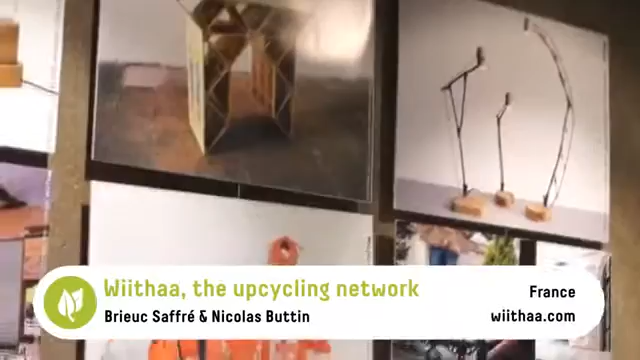 Wiithaa, the upcycling network
Brieuc Saffré & Nicolas Buttin
France
wiithaa.com